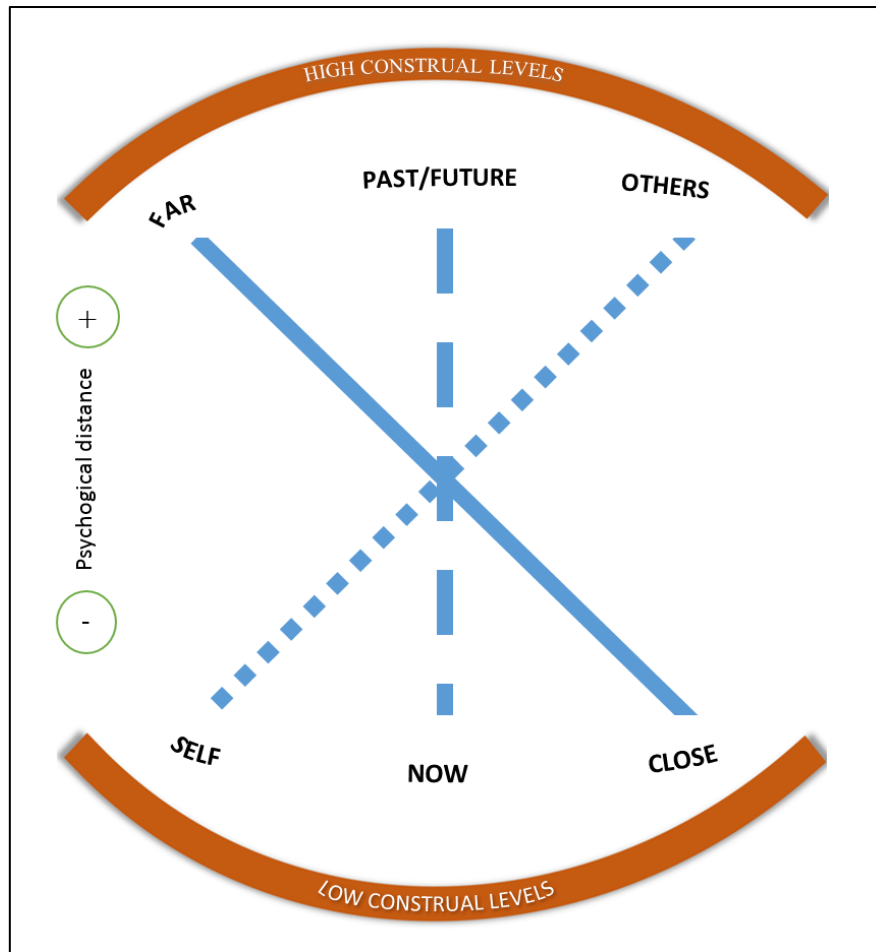 HIGH CONSTRUAL LEVELS
FAR
PAST/FUTURE
OTHERS
+
Psychogical distance
-
SELF
NOW
CLOSE
LOW CONSTRUAL LEVELS